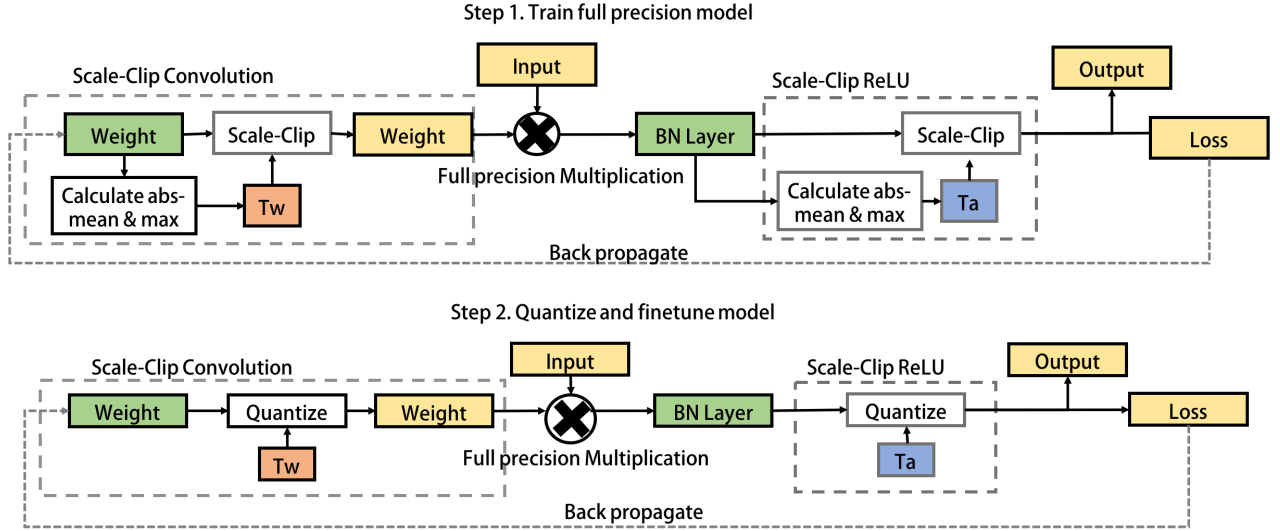 Step 1. Train full precision model
Input
Output
Scale-Clip Convolution
Scale-Clip ReLU
Weight
Scale-Clip
Weight
BN Layer
Scale-Clip
Loss
Full precision Multiplication
Calculate abs-
mean & max
Tw
Calculate abs-
mean & max
Ta
Back propagate
Step 2. Quantize and finetune model
Input
Output
Scale-Clip Convolution
Scale-Clip ReLU
Weight
Quantize
Weight
BN Layer
Quantize
Loss
Tw
Full precision Multiplication
Ta
Back propagate